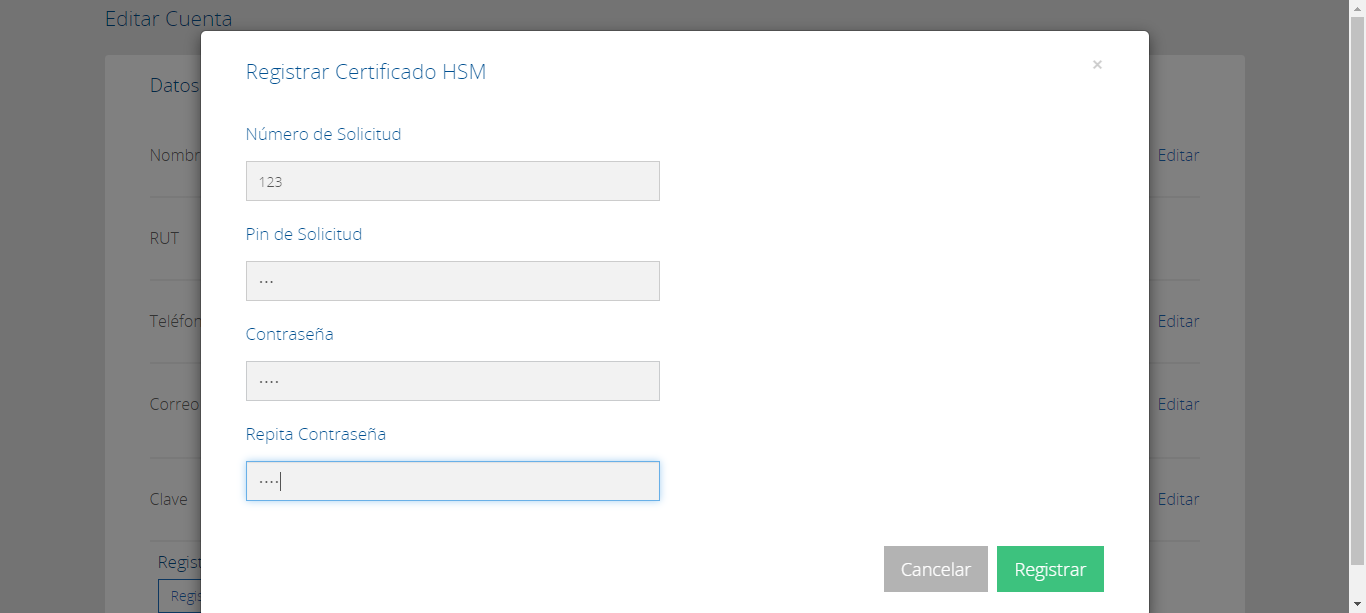 Editar Cuenta
Registrar Certificado HSM
×
Datos
Número de Solicitud
Nombr
Editar
123
Pin de Solicitud
RUT
···
Teléfon
Editar
Contraseña
····
Correo
Editar
Repita Contraseña
····
Clave
Editar
Regist
Cancelar
Registrar
Regis